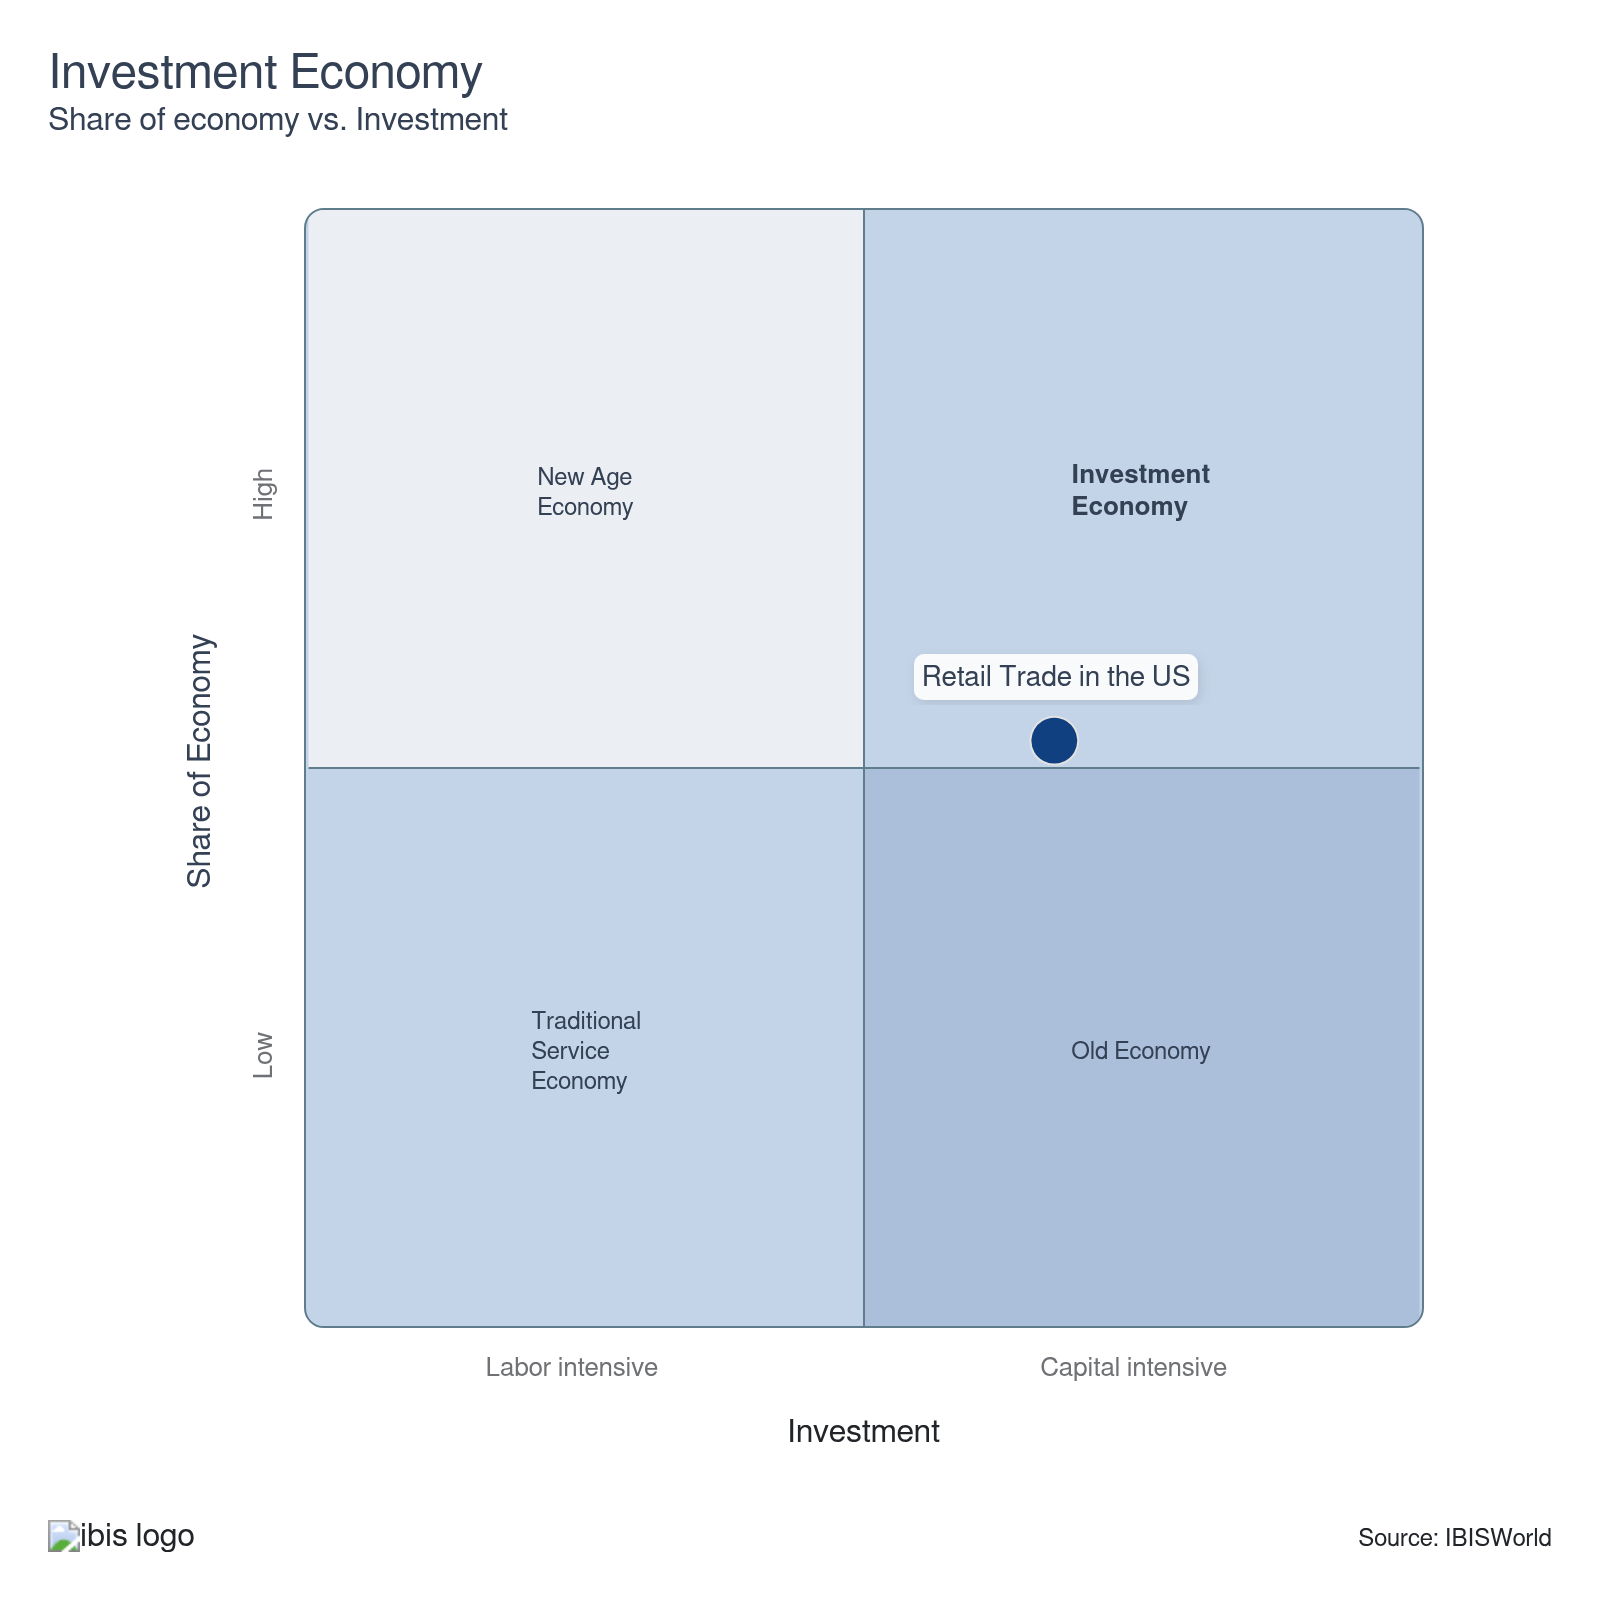 Investment Economy
Share of economy vs. Investment
High
New Age
Economy
Investment
Economy
Retail Trade in the US
Share of Economy
Low
Traditional
Service
Economy
Old Economy
Labor intensive
Capital intensive
Investment
ibis logo
Source: IBISWorld